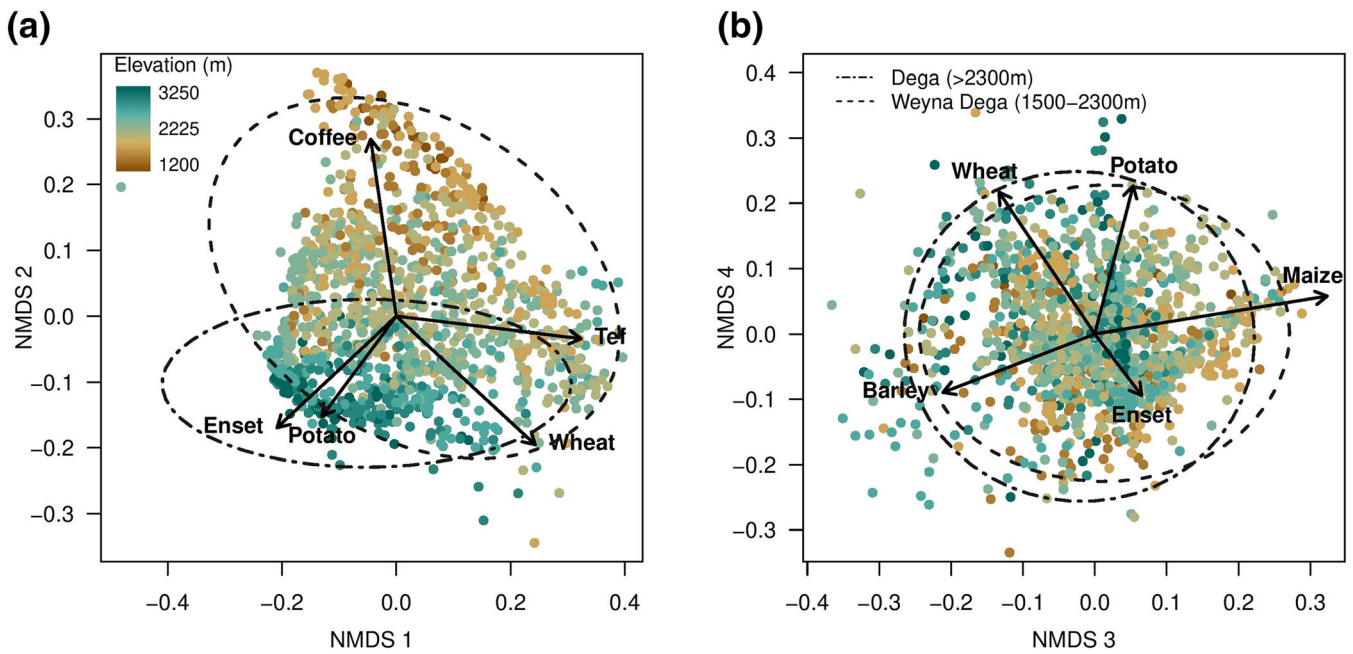 (a)
Elevation (m)
3250
2225
1200
0.3
0.2
0.1
0.0
−0.1
−0.2
−0.3
NMDS 2
Coffee
Tef
Enset
Potato
Wheat
−0.4
−0.2
0.0
0.2
0.4
NMDS 1
(b)
Dega (>2300m)
Weyna Dega (1500−2300m)
0.4
0.3
0.2
0.1
0.0
−0.1
−0.2
−0.3
NMDS 4
Wheat
Potato
Maize
Barley
Enset
−0.4
−0.3
−0.2
−0.1
0.0
0.1
0.2
0.3
NMDS 3